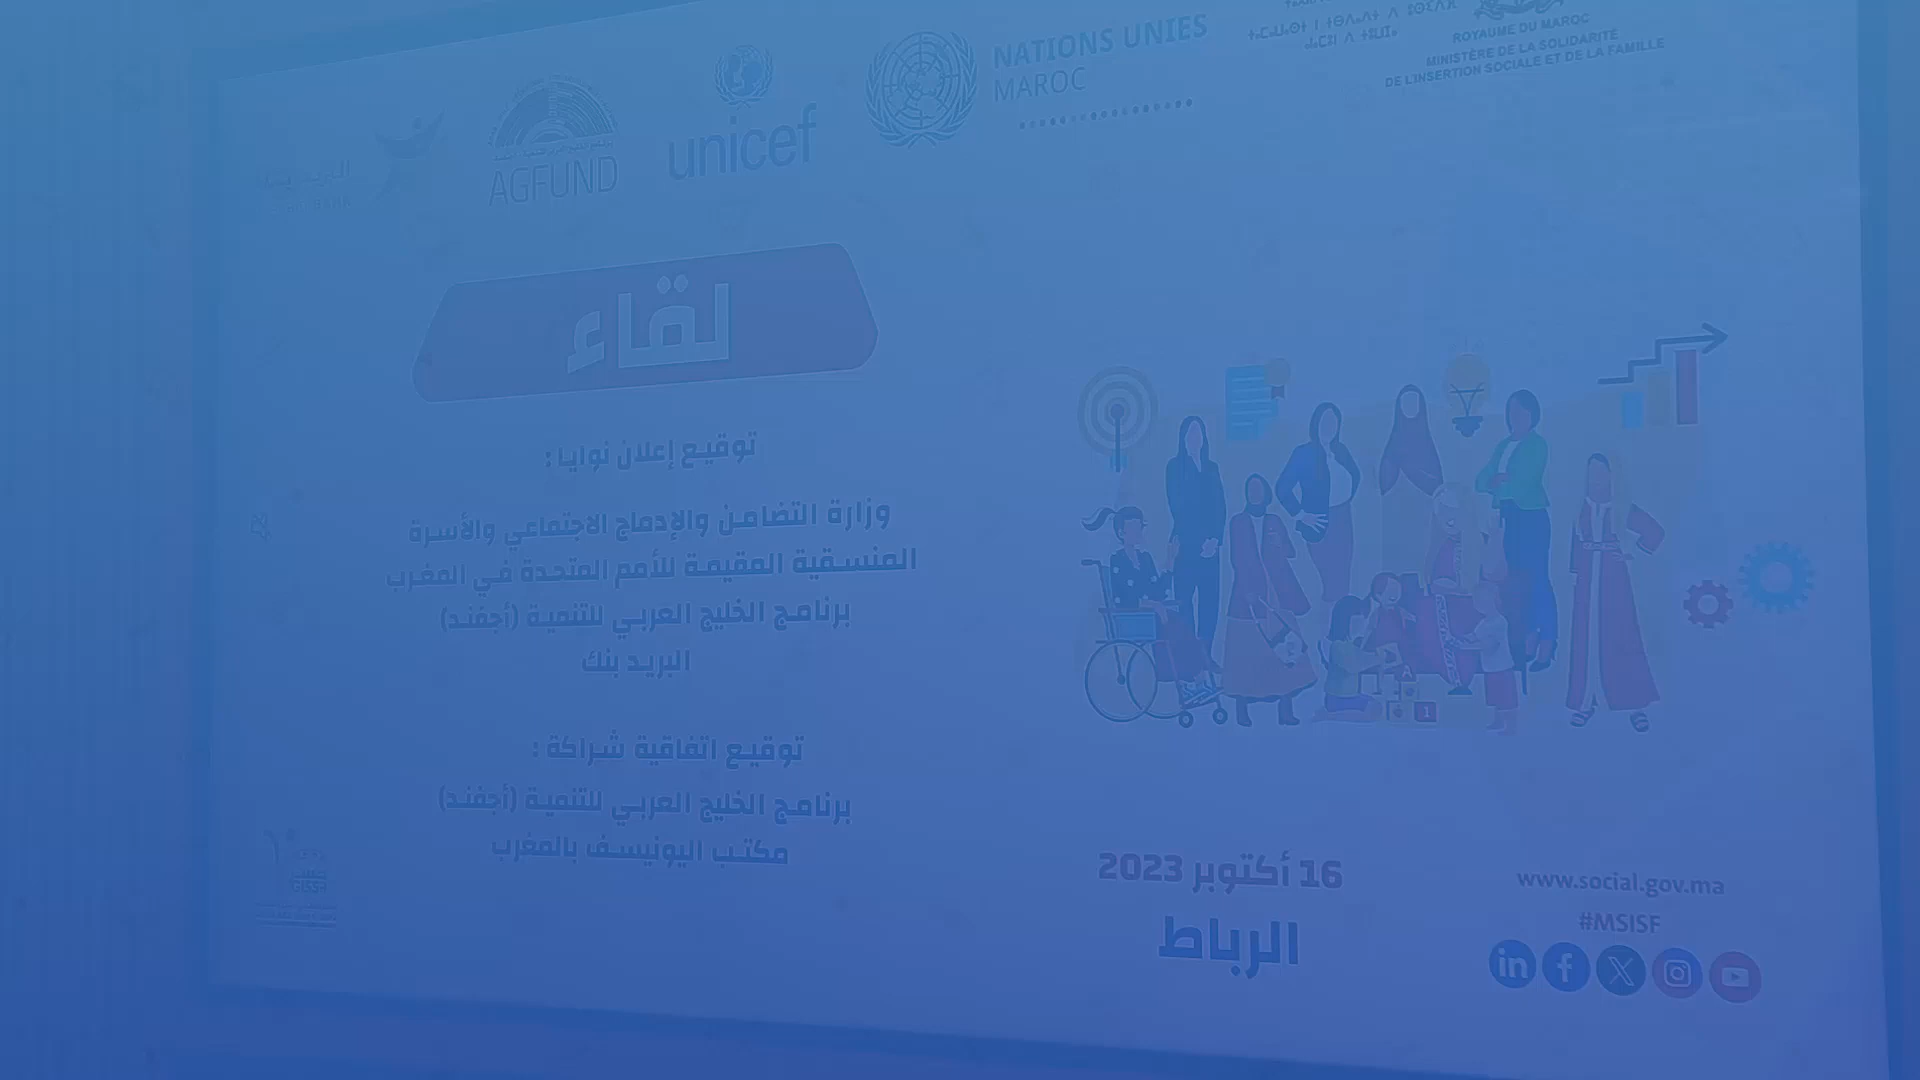 AGFUND
unicef
NATIONS UNIES
MAROC
ROYAUME DU MAROC
MINISTÈRE DE LA SOLIDARITÉ
DE L'INSERTION SOCIALE ET DE LA FAMILLE
لقاء
توقيع إعلان نوايا :
وزارة التضامن والإدماج الاجتماعي والأسرة
المنسقية المقيمة للأمم المتحدة في المغرب
برنامج الخليج العربي للتنمية (أجفند)
البريد بنك
توقيع اتفاقية شراكة :
برنامج الخليج العربي للتنمية (أجفند)
مكتب اليونيسف بالمغرب
16 أكتوبر 2023
الرباط
www.social.gov.ma
#MSISF